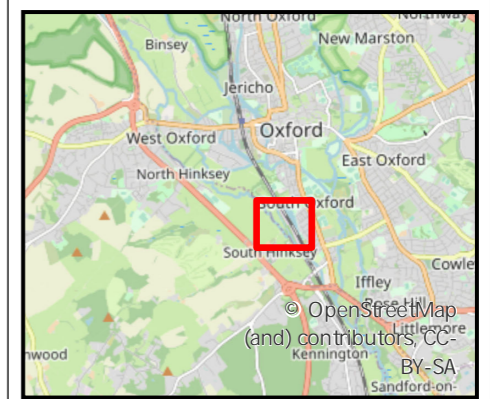 North Oxford
Northway
Binsey
New Marston
Jericho
West Oxford
Oxford
East Oxford
North Hinksey
South Oxford
South Hinksey
Cowle
Iffley
Rose Hill
© OpenStreetMap
Littlemore
(and) contributors, CC-
Kennington
BY-SA
nwood
Sandford-on-